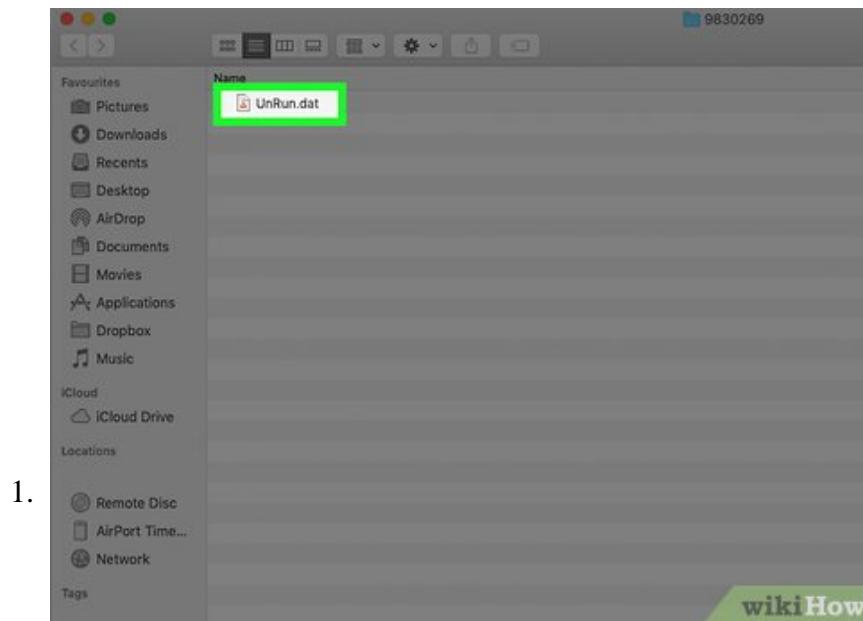 9830269
Favourites
Name
UnRun.dat
Pictures
Downloads
Recents
Desktop
AirDrop
Documents
Movies
Applications
Dropbox
Music
iCloud
iCloud Drive
Locations
1.
Remote Disc
AirPort Time...
Network
Tags
wikiHow